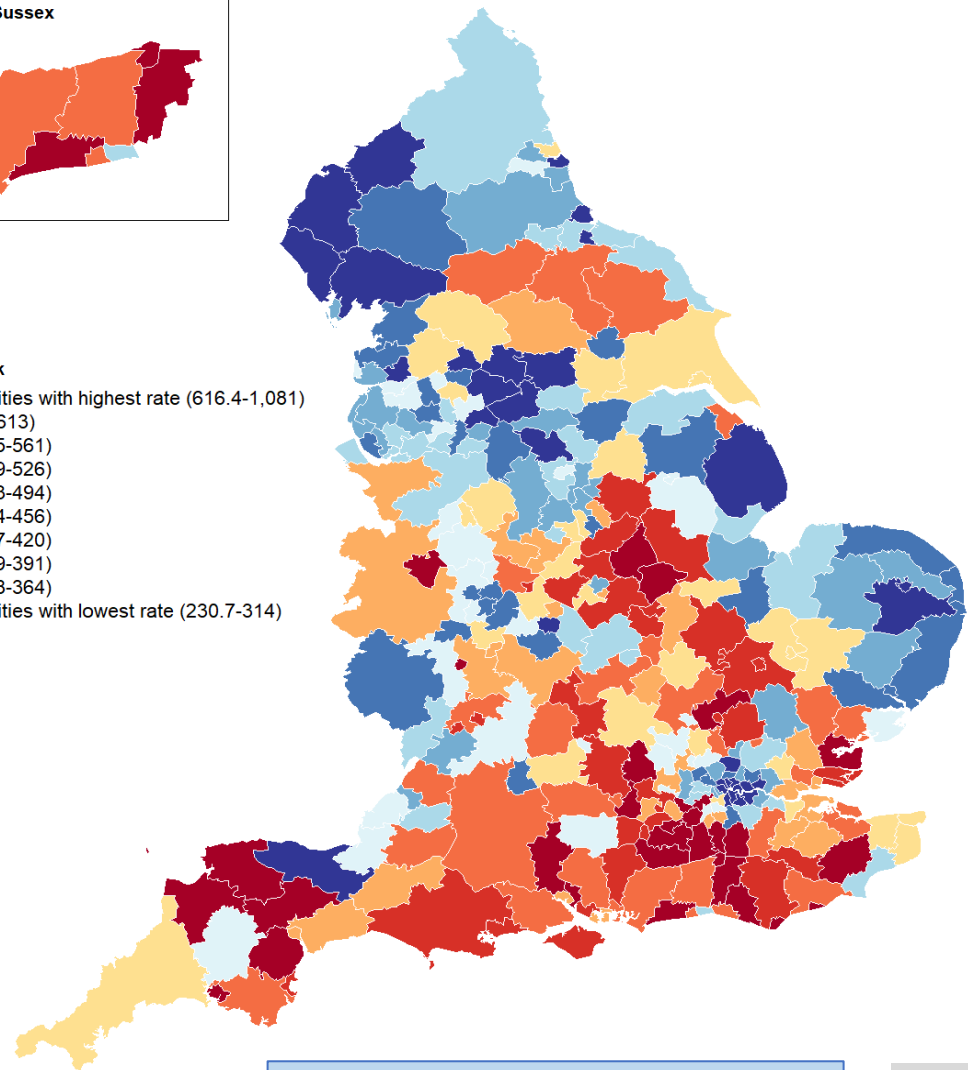 Sussex
k
ities with highest rate (616.4-1,081)
613)
5-561)
9-526)
3-494)
4-456)
7-420)
9-391)
3-364)
ities with lowest rate (230.7-314)